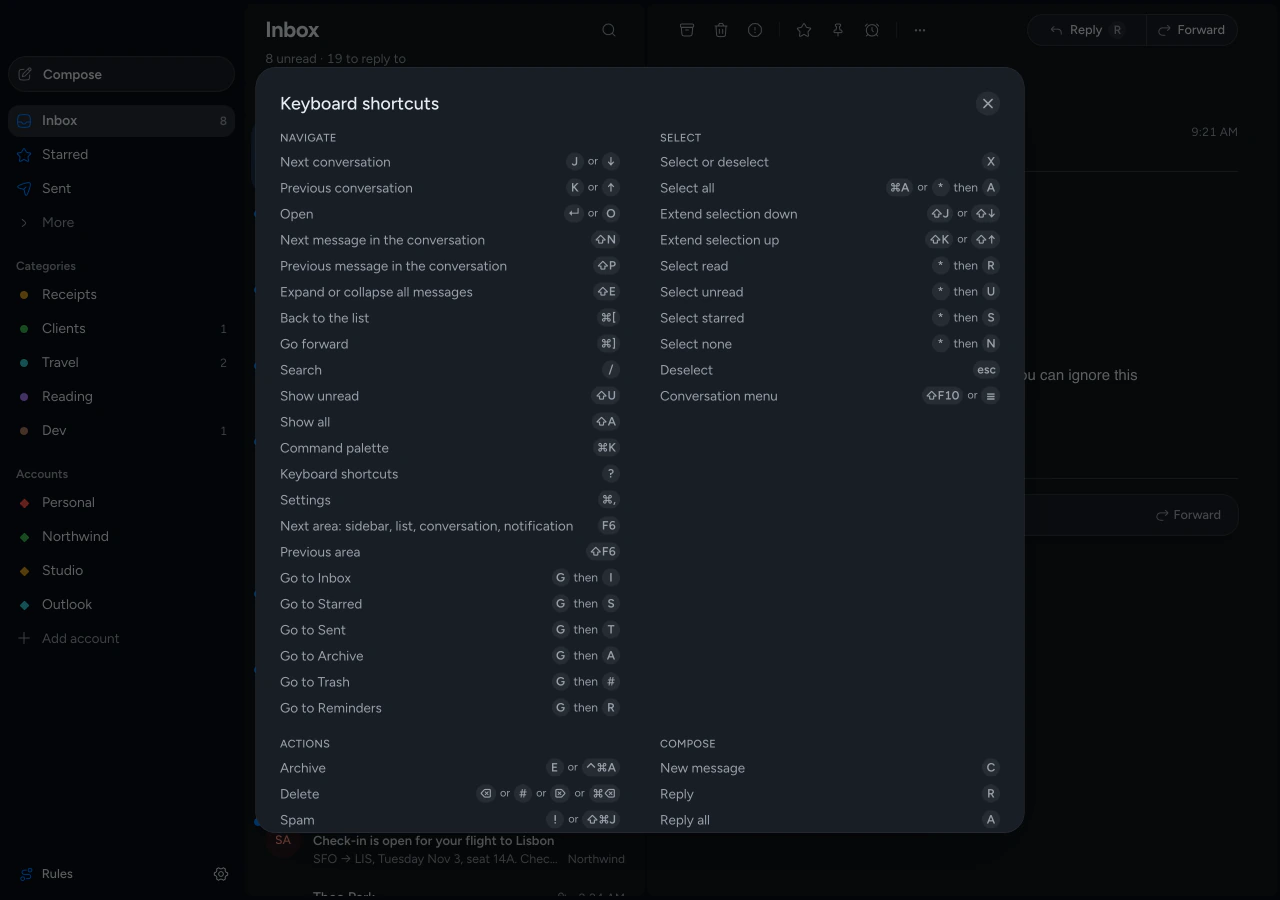 Inbox
8 unread · 19 to reply to
Reply R
Forward
Compose
Inbox 8
Starred
Sent
More
Categories
Receipts
Clients 1
Travel 2
Reading
Dev 1
Accounts
Personal
Northwind
Studio
Outlook
Add account
Rules
9:21 AM
ou can ignore this
Forward
Keyboard shortcuts
NAVIGATE
Next conversation J or ↓
Previous conversation K or ↑
Open ↵ or O
Next message in the conversation ⇧N
Previous message in the conversation ⇧P
Expand or collapse all messages ⇧E
Back to the list ⌘[
Go forward ⌘]
Search /
Show unread ⇧U
Show all ⇧A
Command palette ⌘K
Keyboard shortcuts ?
Settings ⌘,
Next area: sidebar, list, conversation, notification F6
Previous area ⇧F6
Go to Inbox G then I
Go to Starred G then S
Go to Sent G then T
Go to Archive G then A
Go to Trash G then #
Go to Reminders G then R
SELECT
Select or deselect X
Select all ⌘A or * then A
Extend selection down ⇧J or ⇧↓
Extend selection up ⇧K or ⇧↑
Select read * then R
Select unread * then U
Select starred * then S
Select none * then N
Deselect esc
Conversation menu ⇧F10 or ≡
ACTIONS
Archive E or ^⌘A
Delete ⌫ or # or ⌦ or ⌘⌫
Spam ! or ⇧⌘J
COMPOSE
New message C
Reply R
Reply all A
SA
Check-in is open for your flight to Lisbon
SFO → LIS, Tuesday Nov 3, seat 14A. Chec... Northwind